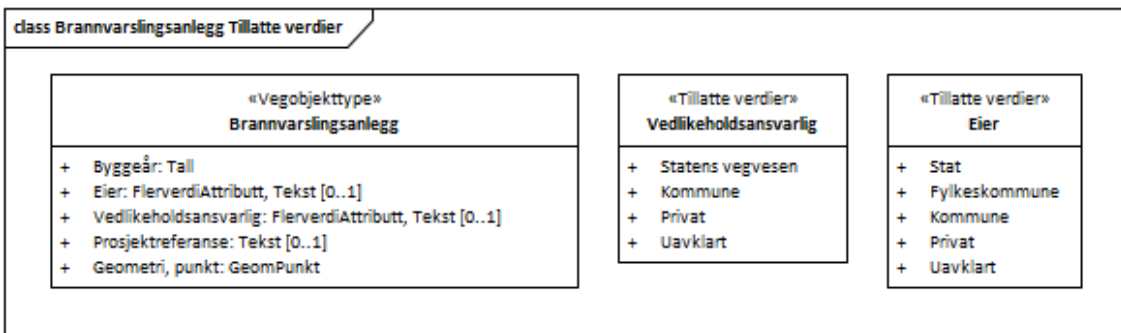 class Brannvarslingsanlegg Tillatte verdier
«Vegobjekttype»
Brannvarslingsanlegg
+ Byggeår: Tall
+ Eier: FlerverdiAttributt, Tekst [0..1]
+ Vedlikeholdsansvarlig: FlerverdiAttributt, Tekst [0..1]
+ Prosjektreferanse: Tekst [0..1]
+ Geometri, punkt: GeomPunkt
«Tillatte verdier»
Vedlikeholdsansvarlig
+ Statens vegvesen
+ Kommune
+ Privat
+ Uavklart
«Tillatte verdier»
Eier
+ Stat
+ Fylkeskommune
+ Kommune
+ Privat
+ Uavklart